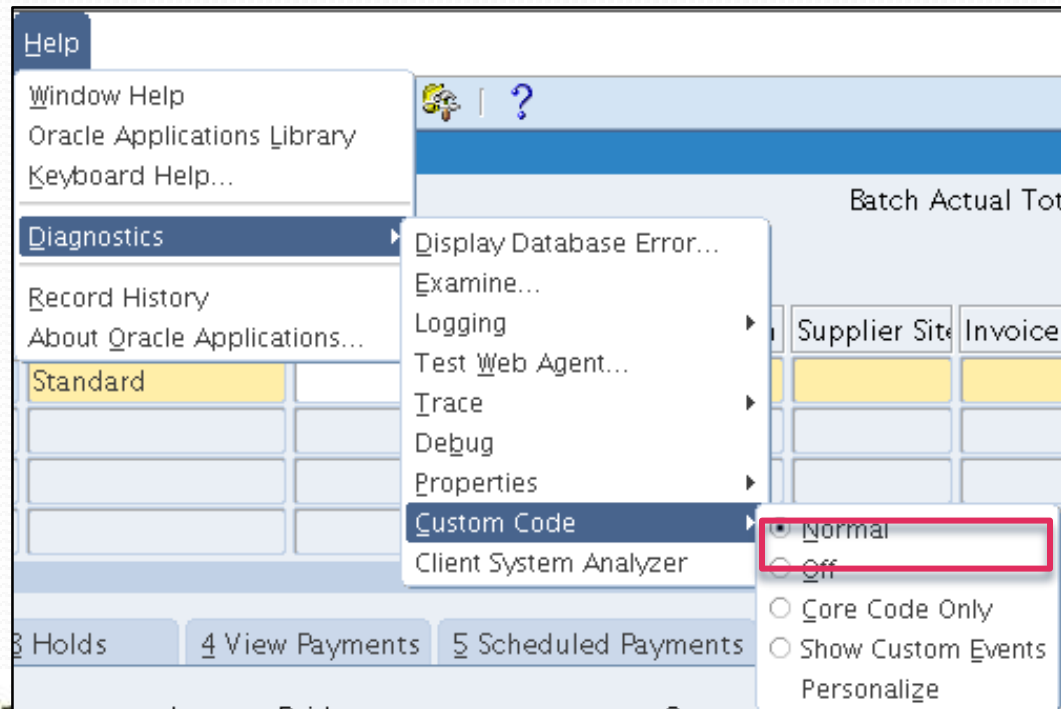 Help
Window Help
Oracle Applications Library
Keyboard Help...
Batch Actual Tot
Diagnostics
Display Database Error...
Examine...
Record History
Logging
Supplier Site
Invoice
About Oracle Applications...
Test Web Agent...
Standard
Trace
Debug
Properties
Custom Code
Normal
Client System Analyzer
Off
Core Code Only
3 Holds
4 View Payments
5 Scheduled Payments
Show Custom Events
Personalize